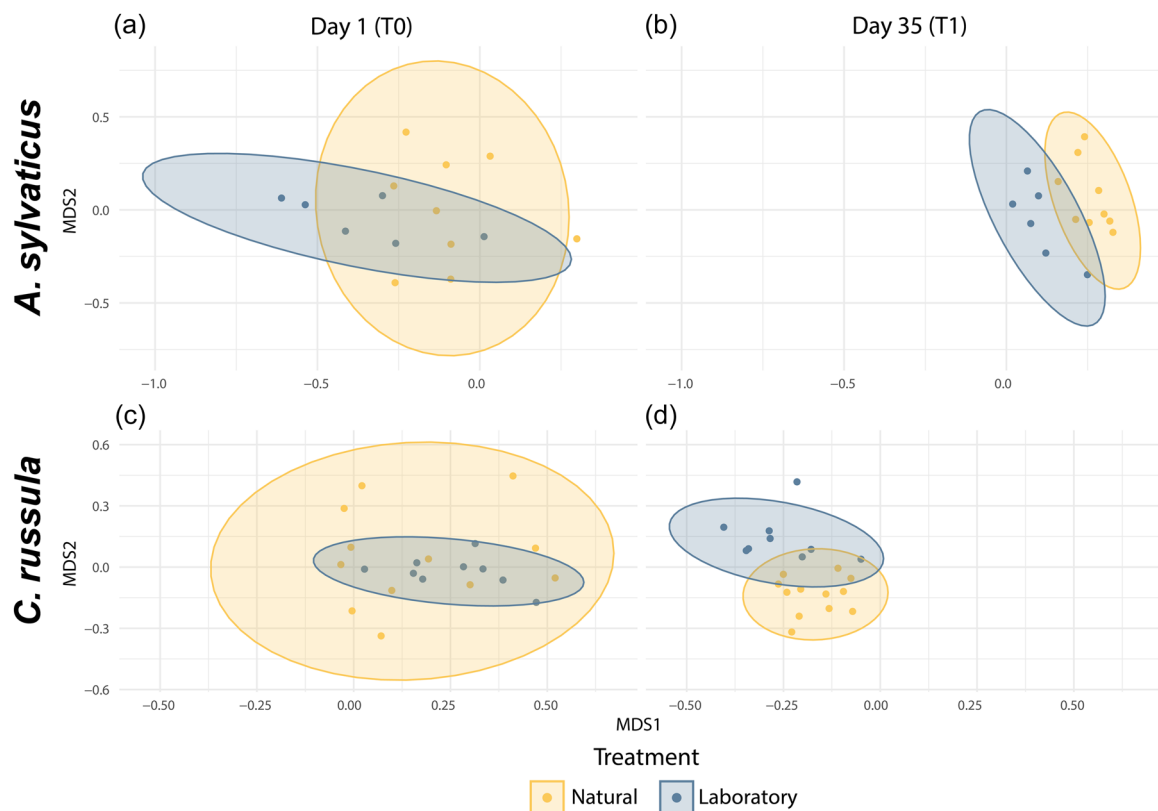 (a)
Day 1 (T0)
(b)
Day 35 (T1)
A. sylvaticus
MDS2
0.5
0.0
−0.5
−1.0
−0.5
0.0
−1.0
−0.5
0.0
(c)
(d)
C. russula
MDS2
0.6
0.3
0.0
−0.3
−0.6
−0.50
−0.25
0.00
0.25
0.50
−0.50
−0.25
0.00
0.25
0.50
MDS1
Treatment
Natural
Laboratory